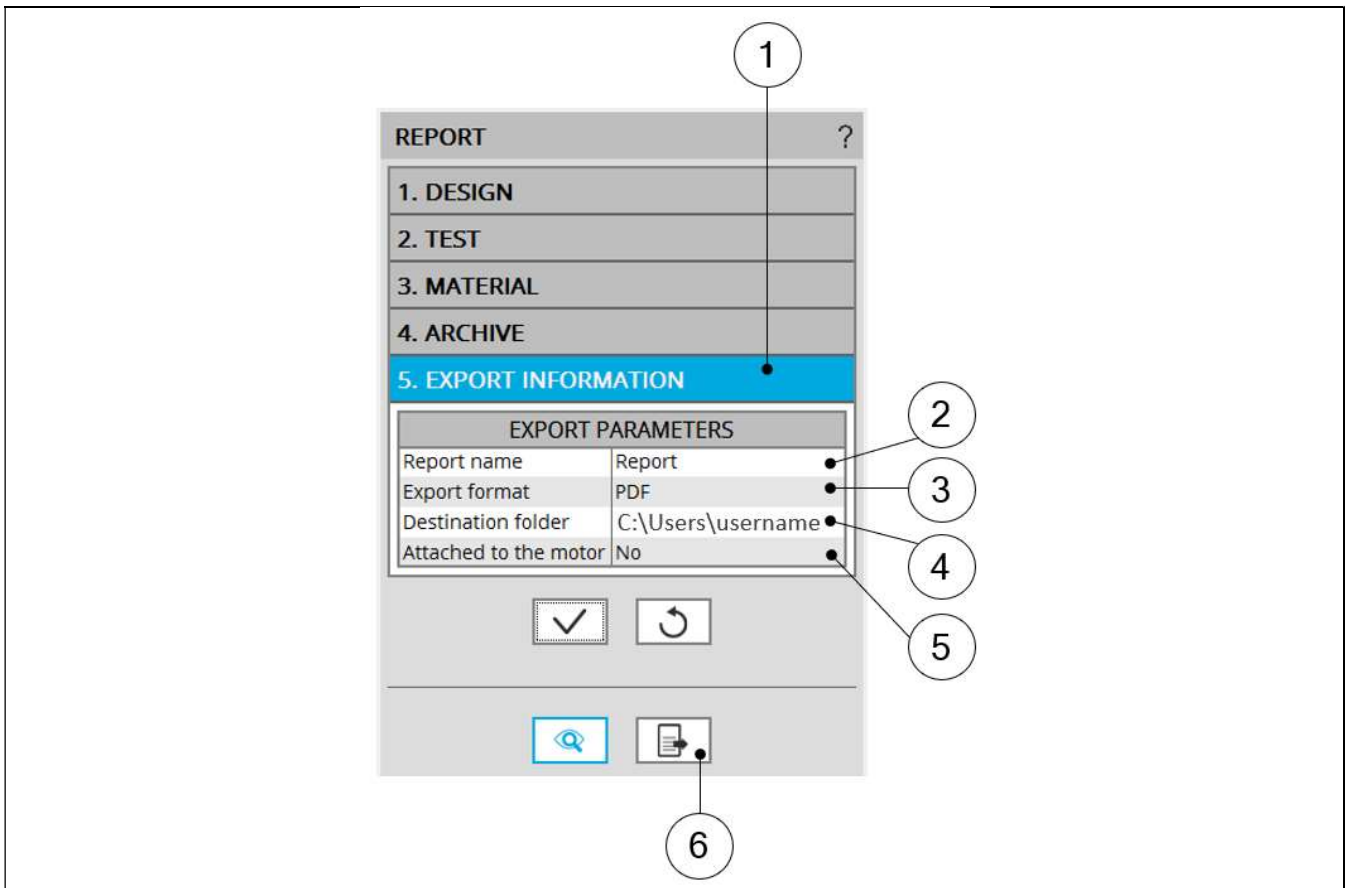 1
REPORT ?
1. DESIGN
2. TEST
3. MATERIAL
4. ARCHIVE
5. EXPORT INFORMATION
EXPORT PARAMETERS
Report name Report
Export format PDF
Destination folder C:\Users\username
Attached to the motor No
2
3
4
5
6